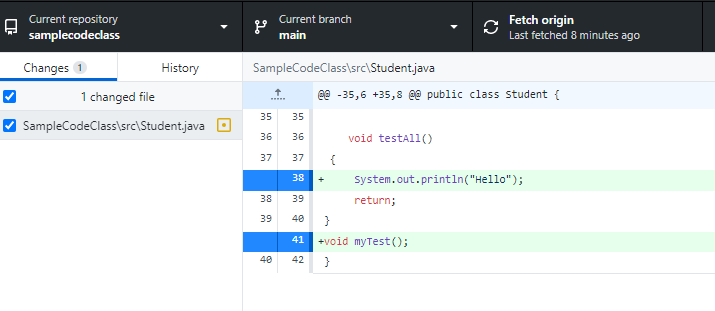 Current repository
samplecodeclass
Current branch
main
Fetch origin
Last fetched 8 minutes ago
Changes 1
History
1 changed file
SampleCodeClass\src\Student.java
SampleCodeClass\src\Student.java
@@ -35,6 +35,8 @@ public class Student {
35 35
36 36 void testAll()
37 37 {
38 + System.out.println("Hello");
38 39 return;
39 40 }
41 +void myTest();
40 42 }